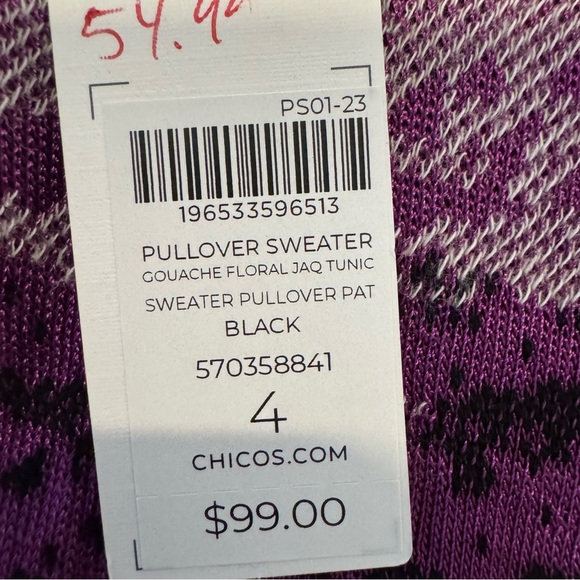 54.99
PS01-23
196533596513
PULLOVER SWEATER
GOUACHE FLORAL JAQ TUNIC
SWEATER PULLOVER PAT
BLACK
570358841
4
CHICOS.COM
$99.00